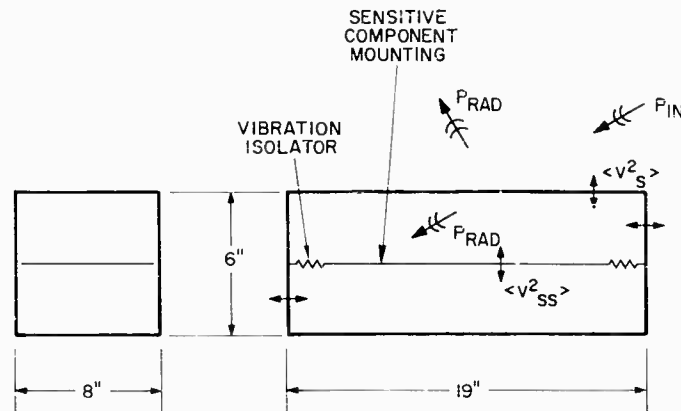 SENSITIVE
COMPONENT
MOUNTING
VIBRATION
ISOLATOR
P_RAD
P_IN
<V²_S>
P_RAD
6"
<V²_SS>
8"
19"